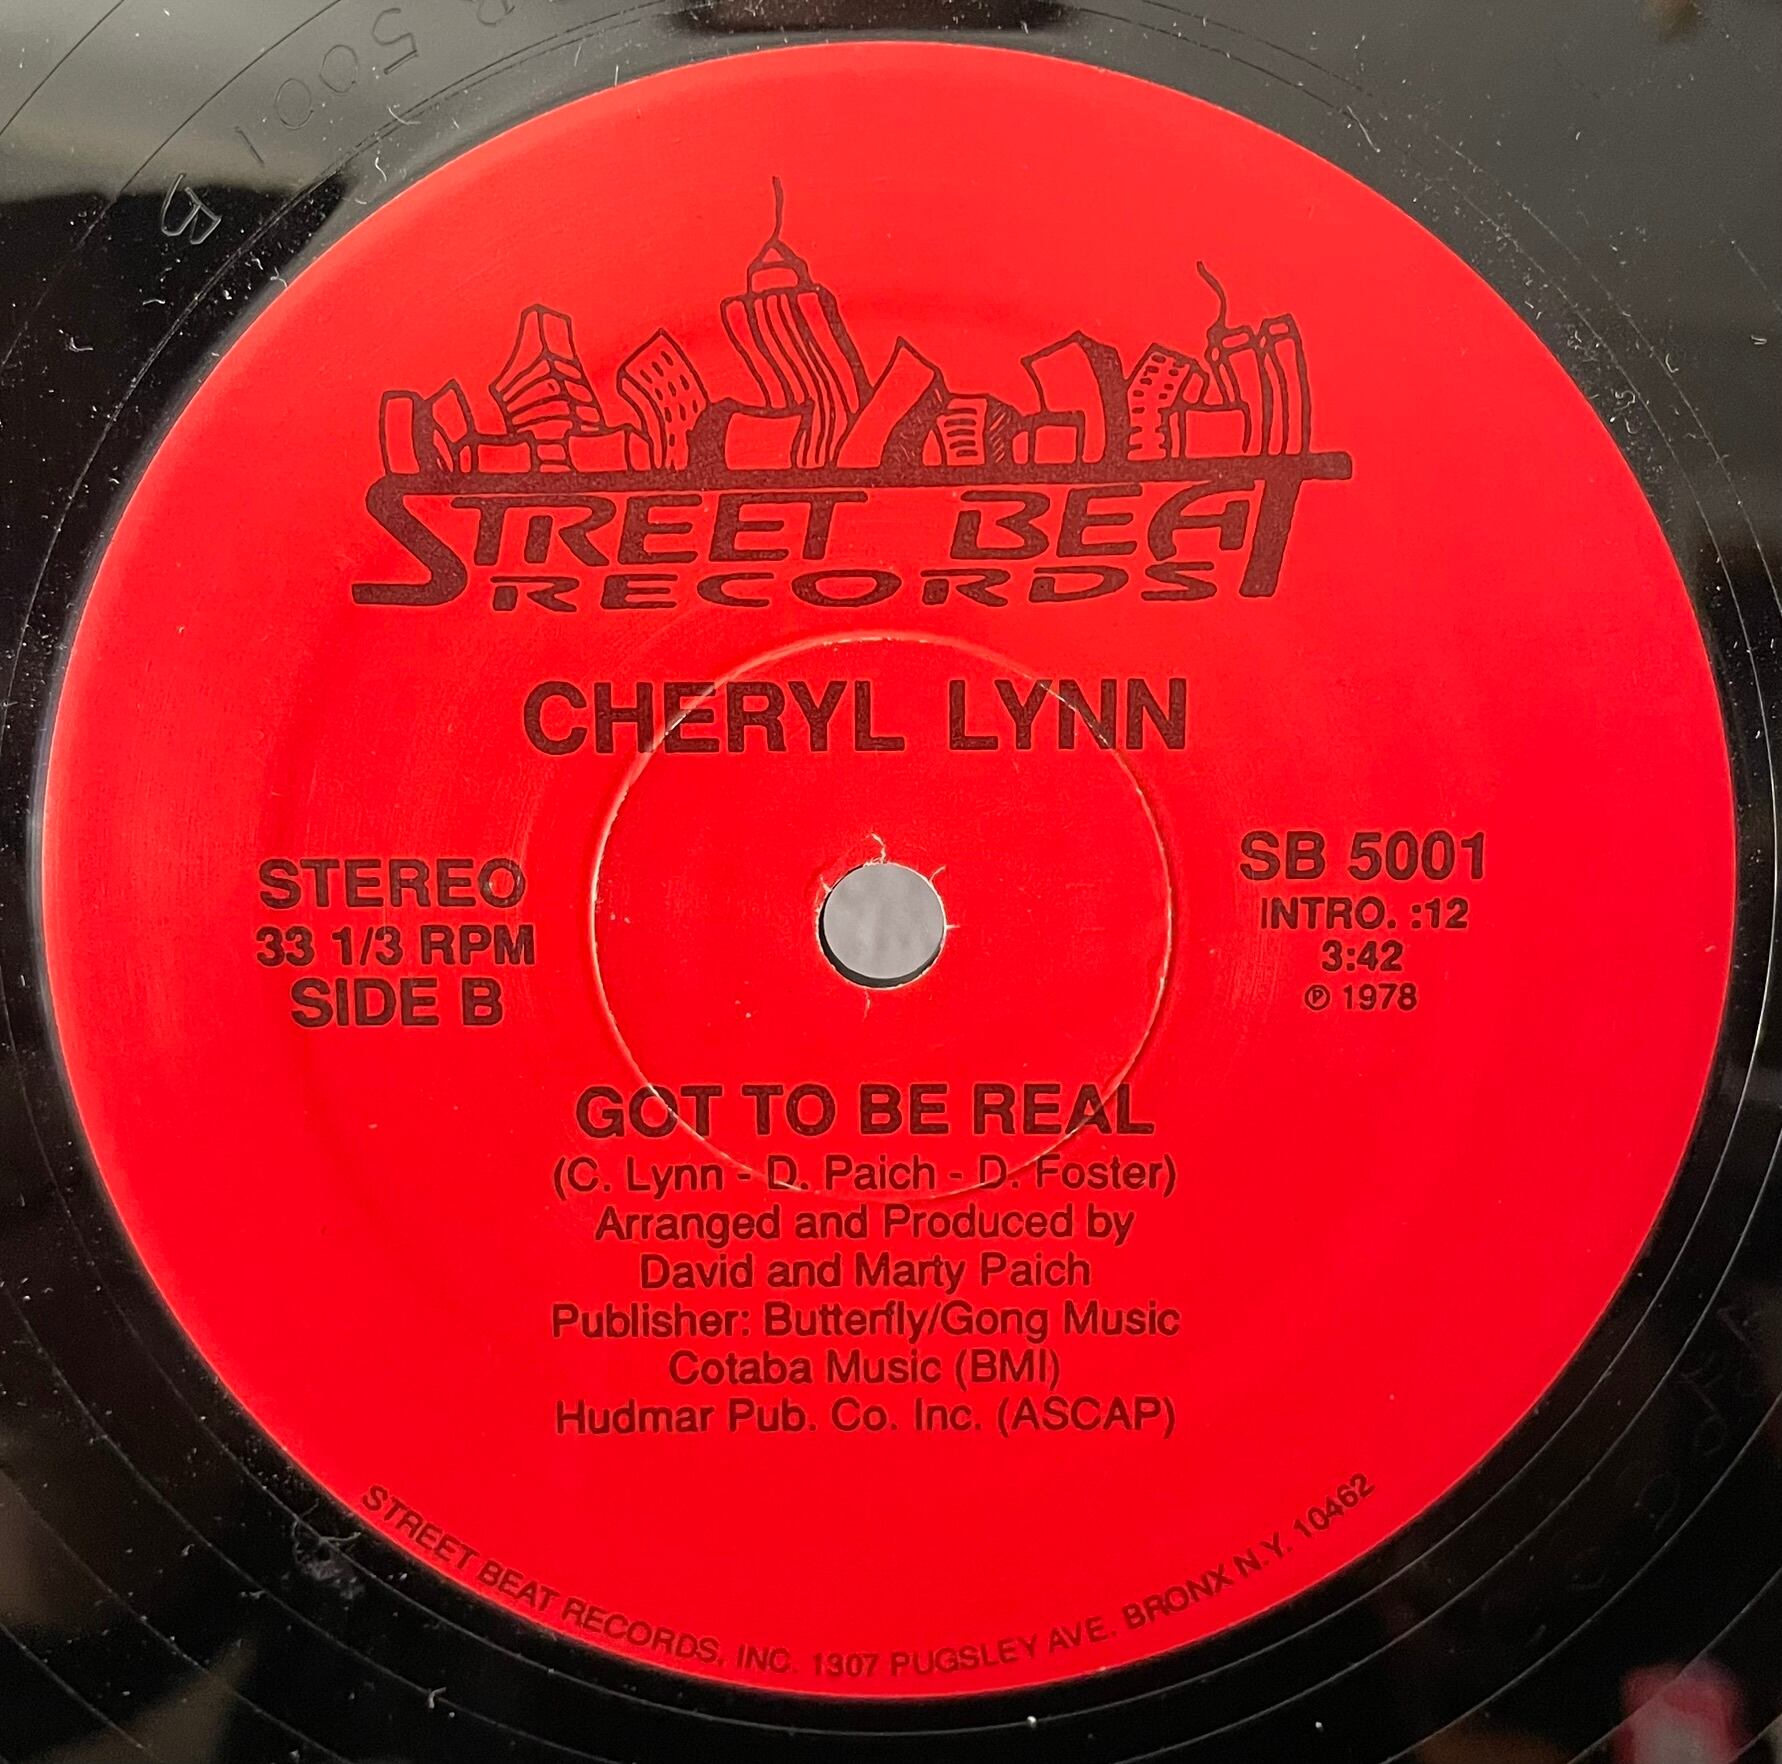 R 5001 B
STREET BEAT
RECORDS
CHERYL LYNN
STEREO
33 1/3 RPM
SIDE B
SB 5001
INTRO. :12
3:42
℗ 1978
GOT TO BE REAL
(C. Lynn - D. Paich - D. Foster)
Arranged and Produced by
David and Marty Paich
Publisher: Butterfly/Gong Music
Cotaba Music (BMI)
Hudmar Pub. Co. Inc. (ASCAP)
STREET BEAT RECORDS, INC. 1307 PUGSLEY AVE. BRONX N.Y. 10462